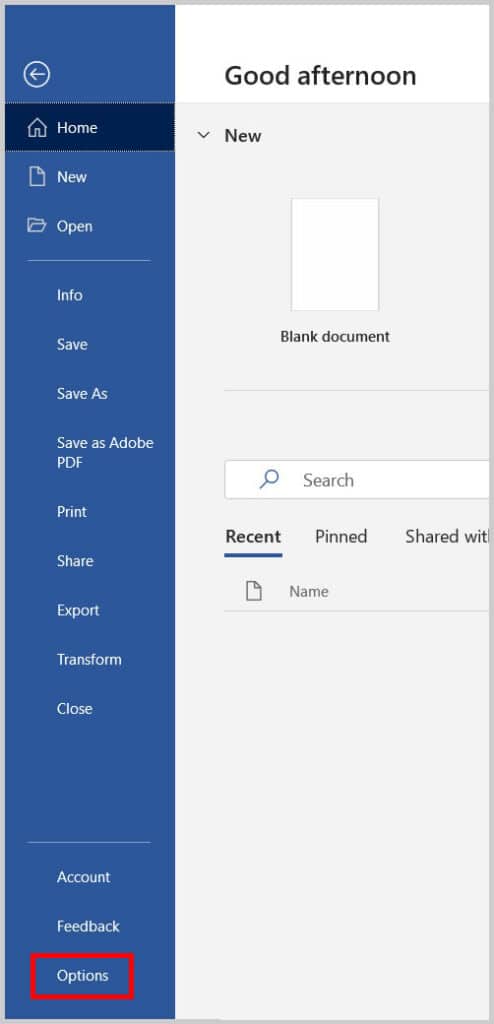 Good afternoon
Home
New
Open
Info
Save
Save As
Save as Adobe
PDF
Print
Share
Export
Transform
Close
Account
Feedback
Options
New
Blank document
Search
Recent Pinned Shared with
Name